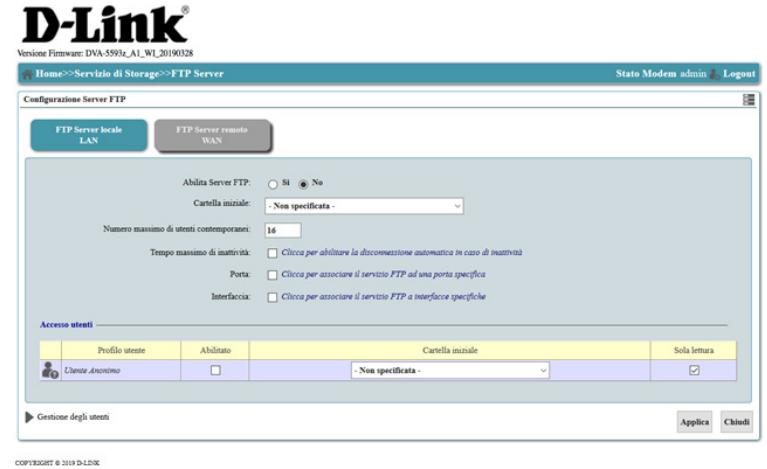 D-Link
Versione Firmware: DVA-5593z_A1_WI_20190328
Home>>Servizio di Storage>>FTP Server Stato Modem admin Logout
Configurazione Server FTP
FTP Server locale
LAN
FTP Server remoto
WAN
Abilita Server FTP: Si No
Cartella iniziale: - Non specificata -
Numero massimo di utenti contemporanei: 16
Tempo massimo di inattività: Clicca per abilitare la disconnessione automatica in caso di inattività
Porta: Clicca per associare il servizio FTP ad una porta specifica
Interfaccia: Clicca per associare il servizio FTP a interfacce specifiche
Accesso utenti
Profilo utente Abilitato Cartella iniziale Sola lettura
Utente Anonimo - Non specificata -
Gestione degli utenti
Applica Chiudi
COPYRIGHT © 2019 D-LINK